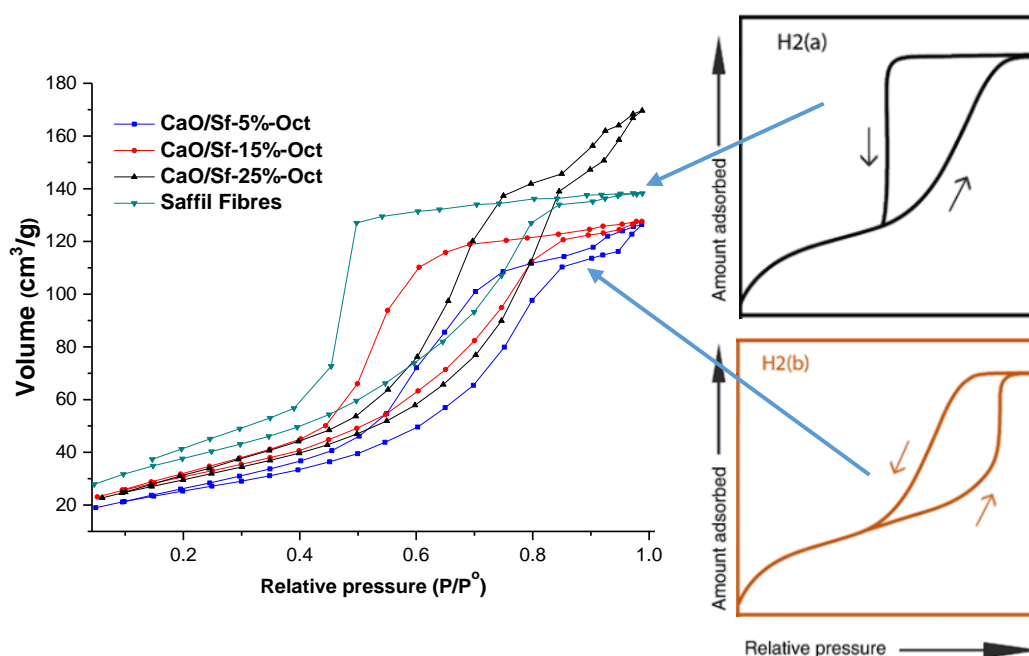 180
160
140
120
100
80
60
40
20
Volume (cm³/g)
CaO/Sf-5%-Oct
CaO/Sf-15%-Oct
CaO/Sf-25%-Oct
Saffil Fibres
0.2
0.4
0.6
0.8
1.0
Relative pressure (P/P°)
H2(a)
Amount adsorbed
H2(b)
Amount adsorbed
Relative pressure